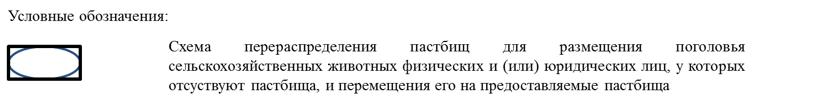 Условные обозначения:
Схема перераспределения пастбищ для размещения поголовья
сельскохозяйственных животных физических и (или) юридических лиц, у которых
отсуствуют пастбища, и перемещения его на предоставляемые пастбища